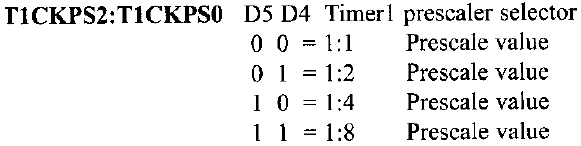 T1CKPS2:T1CKPS0 D5 D4 Timer1 prescaler selector
0 0 = 1:1 Prescale value
0 1 = 1:2 Prescale value
1 0 = 1:4 Prescale value
1 1 = 1:8 Prescale value